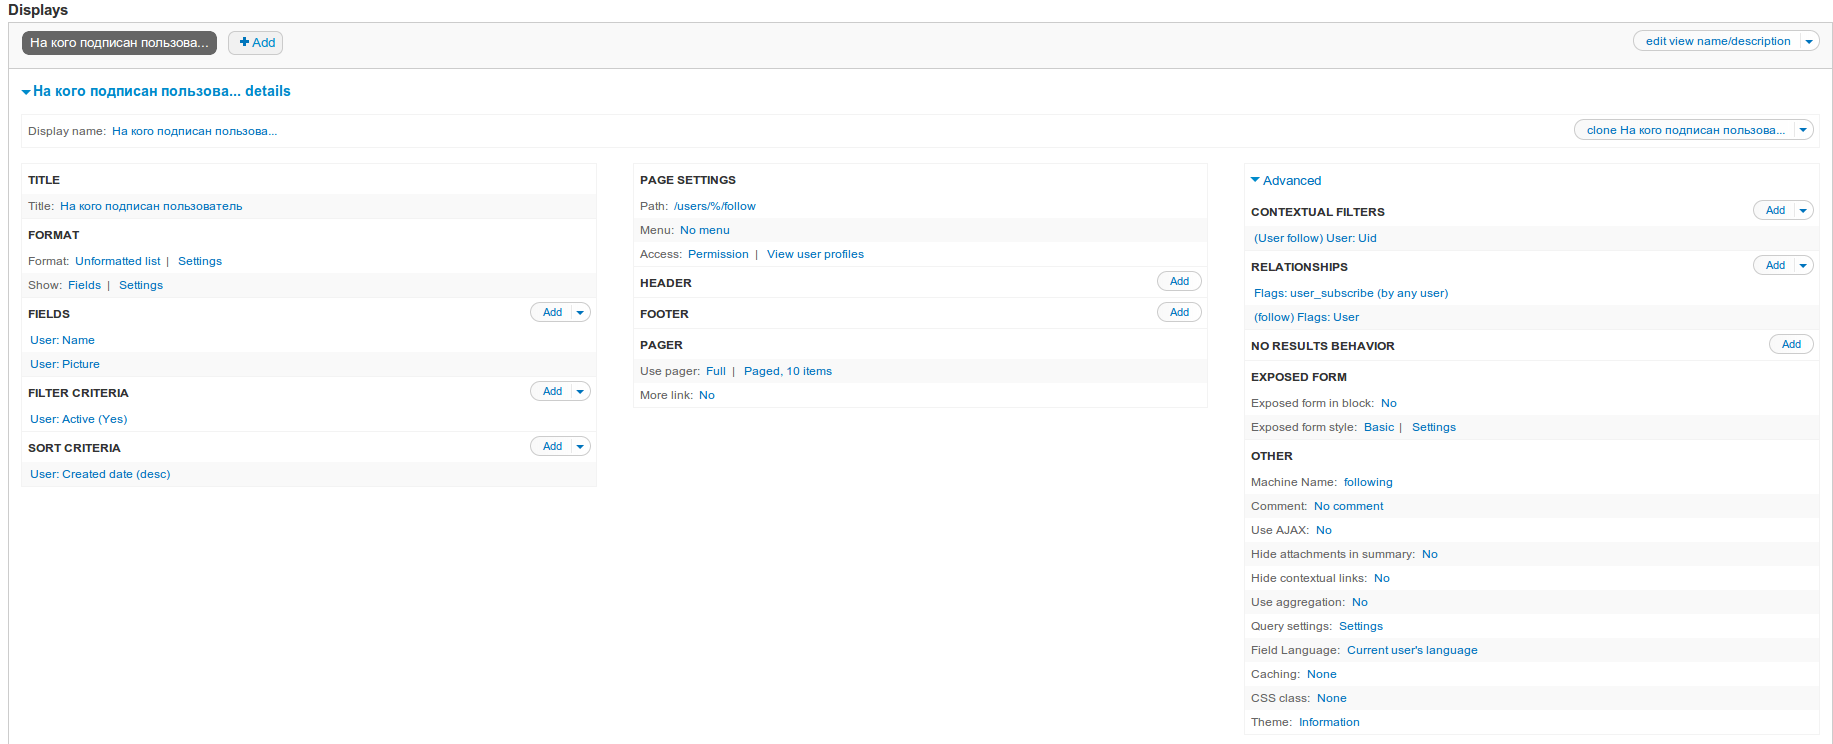 Displays
На кого подписан пользова...
Add
edit view name/description
На кого подписан пользова... details
Display name: На кого подписан пользова...
clone На кого подписан пользова...
TITLE
Title: На кого подписан пользователь
FORMAT
Format: Unformatted list | Settings
Show: Fields | Settings
FIELDS
Add
User: Name
User: Picture
FILTER CRITERIA
Add
User: Active (Yes)
SORT CRITERIA
Add
User: Created date (desc)
PAGE SETTINGS
Path: /users/%/follow
Menu: No menu
Access: Permission | View user profiles
HEADER
Add
FOOTER
Add
PAGER
Use pager: Full | Paged, 10 items
More link: No
Advanced
CONTEXTUAL FILTERS
Add
(User follow) User: Uid
RELATIONSHIPS
Add
Flags: user_subscribe (by any user)
(follow) Flags: User
NO RESULTS BEHAVIOR
Add
EXPOSED FORM
Exposed form in block: No
Exposed form style: Basic | Settings
OTHER
Machine Name: following
Comment: No comment
Use AJAX: No
Hide attachments in summary: No
Hide contextual links: No
Use aggregation: No
Query settings: Settings
Field Language: Current user's language
Caching: None
CSS class: None
Theme: Information